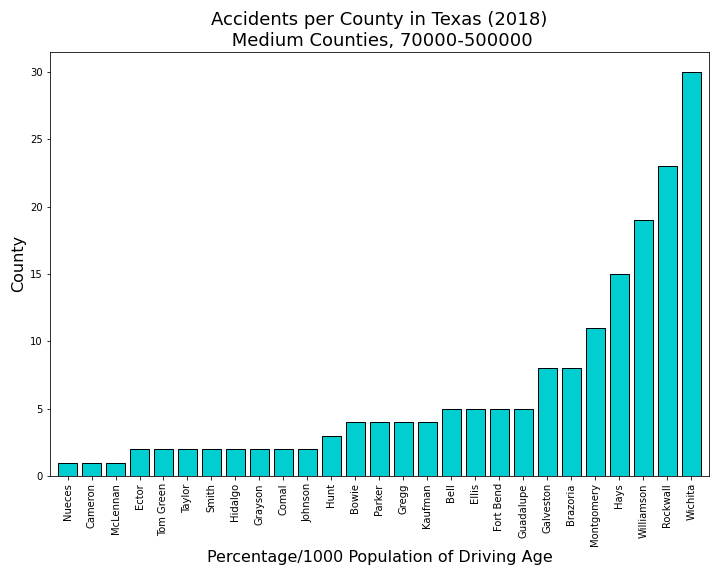 Accidents per County in Texas (2018)
Medium Counties, 70000-500000
County
30
25
20
15
10
5
0
Nueces
Cameron
McLennan
Ector
Tom Green
Taylor
Smith
Hidalgo
Grayson
Comal
Johnson
Hunt
Bowie
Parker
Gregg
Kaufman
Bell
Ellis
Fort Bend
Guadalupe
Galveston
Brazoria
Montgomery
Hays
Williamson
Rockwall
Wichita
Percentage/1000 Population of Driving Age